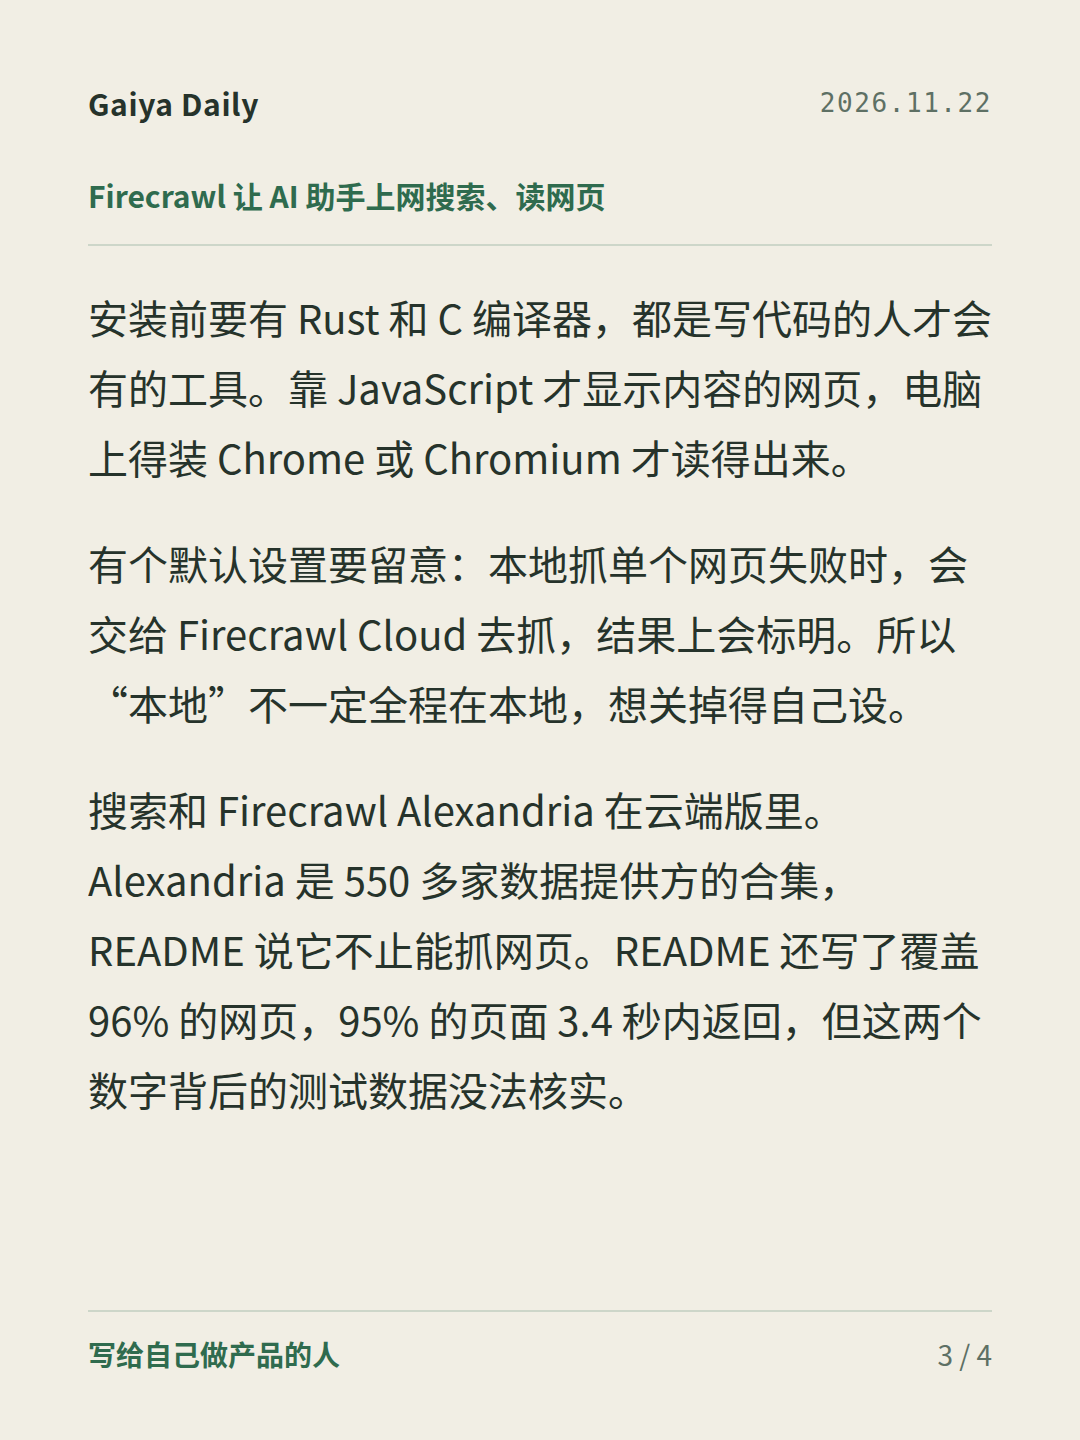 Gaiya Daily
2026.11.22
Firecrawl 让 AI 助手上网搜索、读网页
安装前要有 Rust 和 C 编译器，都是写代码的人才会
有的工具。靠 JavaScript 才显示内容的网页，电脑
上得装 Chrome 或 Chromium 才读得出来。
有个默认设置要留意：本地抓单个网页失败时，会
交给 Firecrawl Cloud 去抓，结果上会标明。所以
“本地”不一定全程在本地，想关掉得自己设。
搜索和 Firecrawl Alexandria 在云端版里。
Alexandria 是 550 多家数据提供方的合集，
README 说它不止能抓网页。README 还写了覆盖
96% 的网页，95% 的页面 3.4 秒内返回，但这两个
数字背后的测试数据没法核实。
写给自己做产品的人
3 / 4